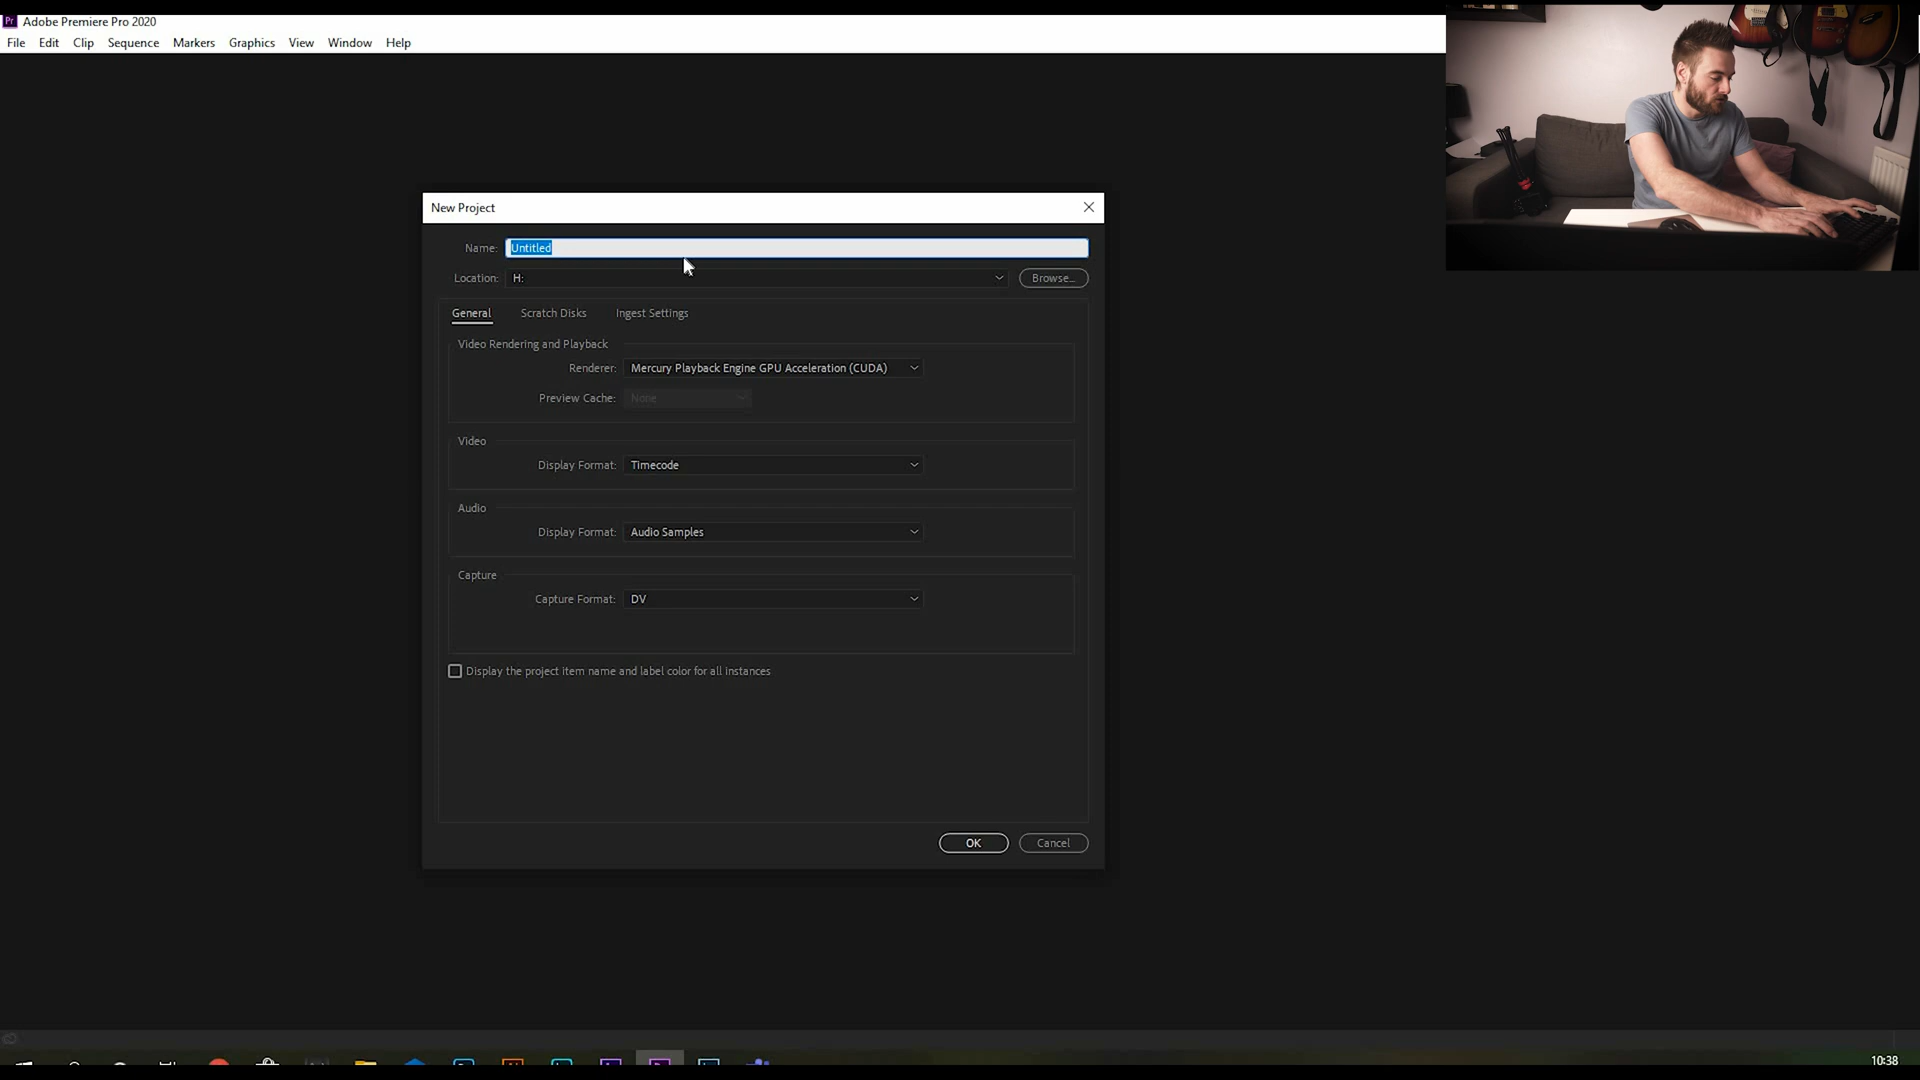 Pr Adobe Premiere Pro 2020
File Edit Clip Sequence Markers Graphics View Window Help
New Project
Name: Untitled
Location: H: Browse...
General Scratch Disks Ingest Settings
Video Rendering and Playback
Renderer: Mercury Playback Engine GPU Acceleration (CUDA)
Preview Cache: None
Video
Display Format: Timecode
Audio
Display Format: Audio Samples
Capture
Capture Format: DV
Display the project item name and label color for all instances
OK Cancel
10:38